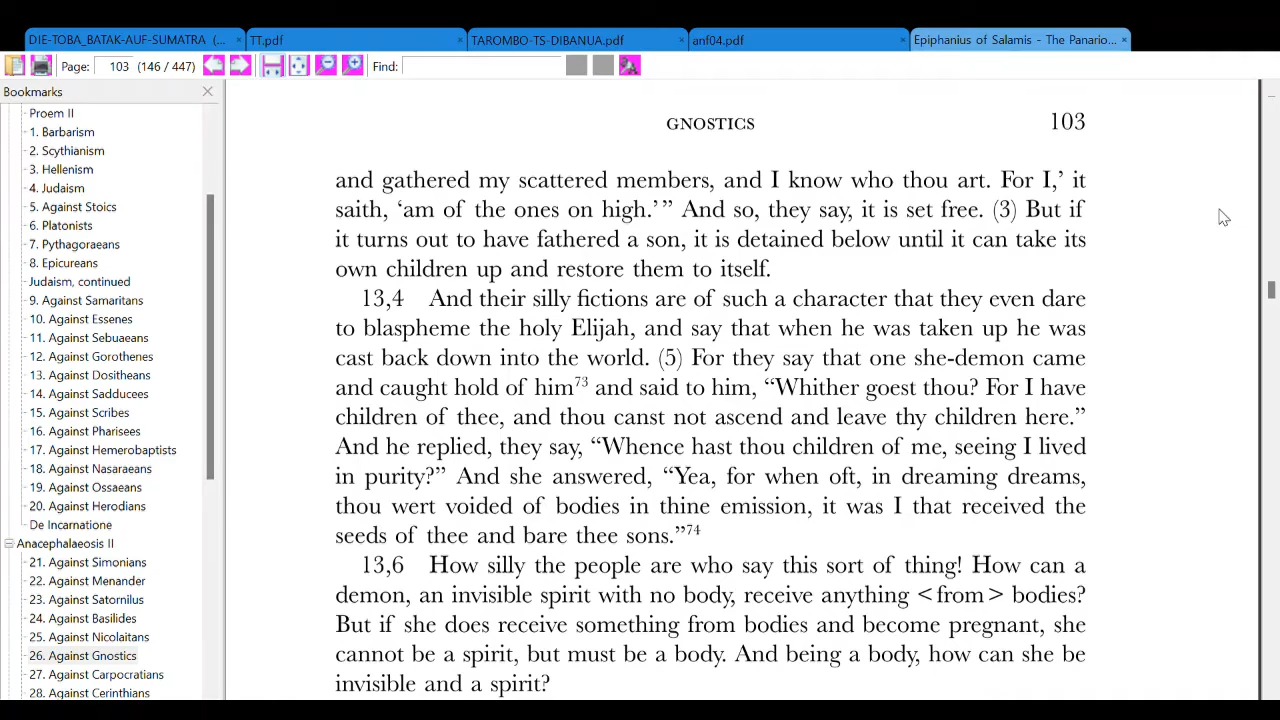 DIE-TOBA_BATAK-AUF-SUMATRA (...
TT.pdf
TAROMBO-TS-DIBANUA.pdf
anf04.pdf
Epiphanius of Salamis - The Panario...
Page: 103 (146 / 447)
Find:
Bookmarks
Proem II
1. Barbarism
2. Scythianism
3. Hellenism
4. Judaism
5. Against Stoics
6. Platonists
7. Pythagoraeans
8. Epicureans
Judaism, continued
9. Against Samaritans
10. Against Essenes
11. Against Sebuaeans
12. Against Gorothenes
13. Against Dositheans
14. Against Sadducees
15. Against Scribes
16. Against Pharisees
17. Against Hemerobaptists
18. Against Nasaraeans
19. Against Ossaeans
20. Against Herodians
De Incarnatione
Anacephalaeosis II
21. Against Simonians
22. Against Menander
23. Against Satornilus
24. Against Basilides
25. Against Nicolaitans
26. Against Gnostics
27. Against Carpocratians
28. Against Cerinthians
GNOSTICS 103
and gathered my scattered members, and I know who thou art. For I,’ it
saith, ‘am of the ones on high.’ ” And so, they say, it is set free. (3) But if
it turns out to have fathered a son, it is detained below until it can take its
own children up and restore them to itself.
13,4 And their silly fictions are of such a character that they even dare
to blaspheme the holy Elijah, and say that when he was taken up he was
cast back down into the world. (5) For they say that one she-demon came
and caught hold of him73 and said to him, “Whither goest thou? For I have
children of thee, and thou canst not ascend and leave thy children here.”
And he replied, they say, “Whence hast thou children of me, seeing I lived
in purity?” And she answered, “Yea, for when oft, in dreaming dreams,
thou wert voided of bodies in thine emission, it was I that received the
seeds of thee and bare thee sons.”74
13,6 How silly the people are who say this sort of thing! How can a
demon, an invisible spirit with no body, receive anything <from> bodies?
But if she does receive something from bodies and become pregnant, she
cannot be a spirit, but must be a body. And being a body, how can she be
invisible and a spirit?